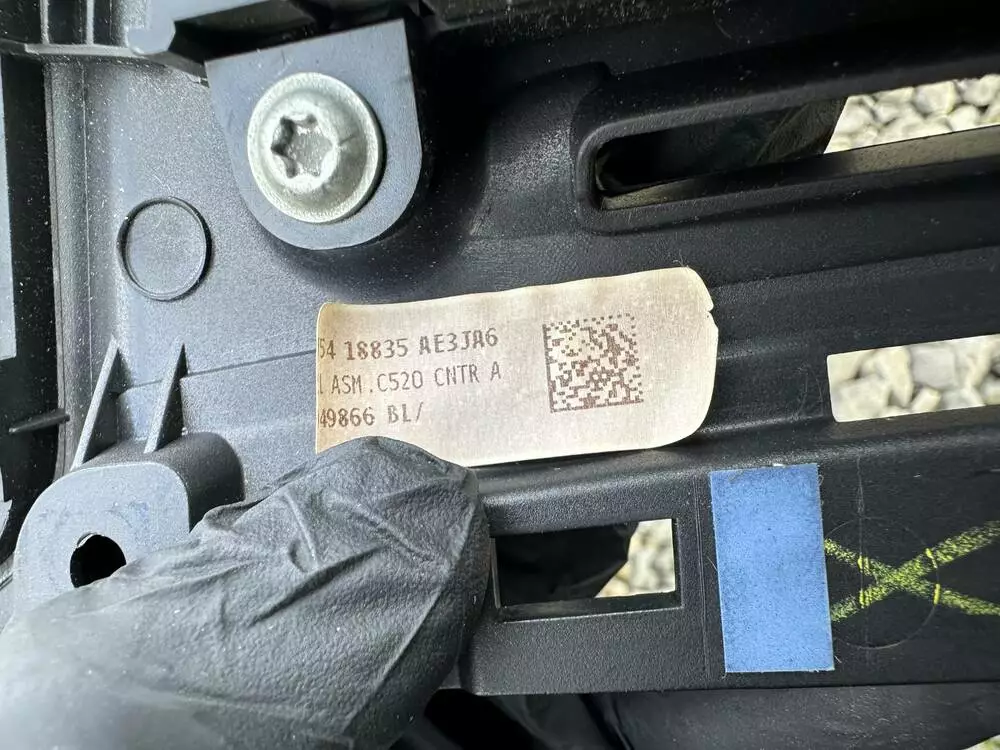 54 18835 AE3JA6
L ASM.C520 CNTR A
49866 BL/